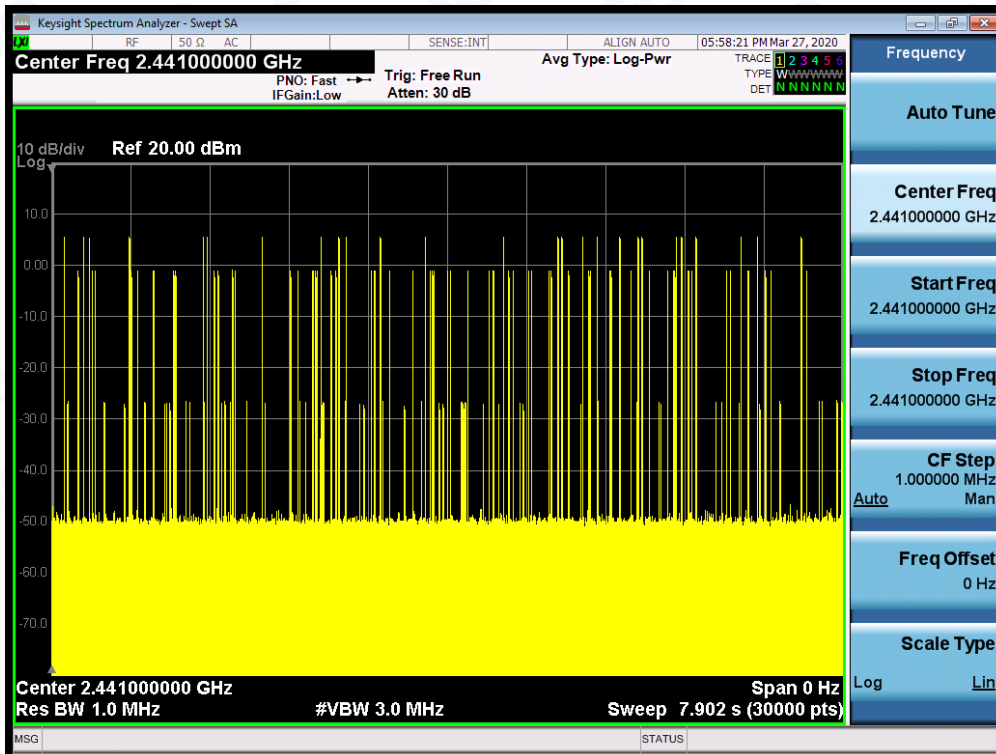 Keysight Spectrum Analyzer - Swept SA
LXI RF 50 Ω AC SENSE:INT ALIGN AUTO 05:58:21 PM Mar 27, 2020
Center Freq 2.441000000 GHz
PNO: Fast
IFGain:Low
Trig: Free Run
Atten: 30 dB
Avg Type: Log-Pwr
TRACE 1 2 3 4 5 6
TYPE WWWWWW
DET N N N N N N
10 dB/div Ref 20.00 dBm
Log
10.0
0.00
-10.0
-20.0
-30.0
-40.0
-50.0
-60.0
-70.0
Center 2.441000000 GHz Span 0 Hz
Res BW 1.0 MHz #VBW 3.0 MHz Sweep 7.902 s (30000 pts)
MSG STATUS
Frequency
Auto Tune
Center Freq
2.441000000 GHz
Start Freq
2.441000000 GHz
Stop Freq
2.441000000 GHz
CF Step
1.000000 MHz
Auto Man
Freq Offset
0 Hz
Scale Type
Log Lin